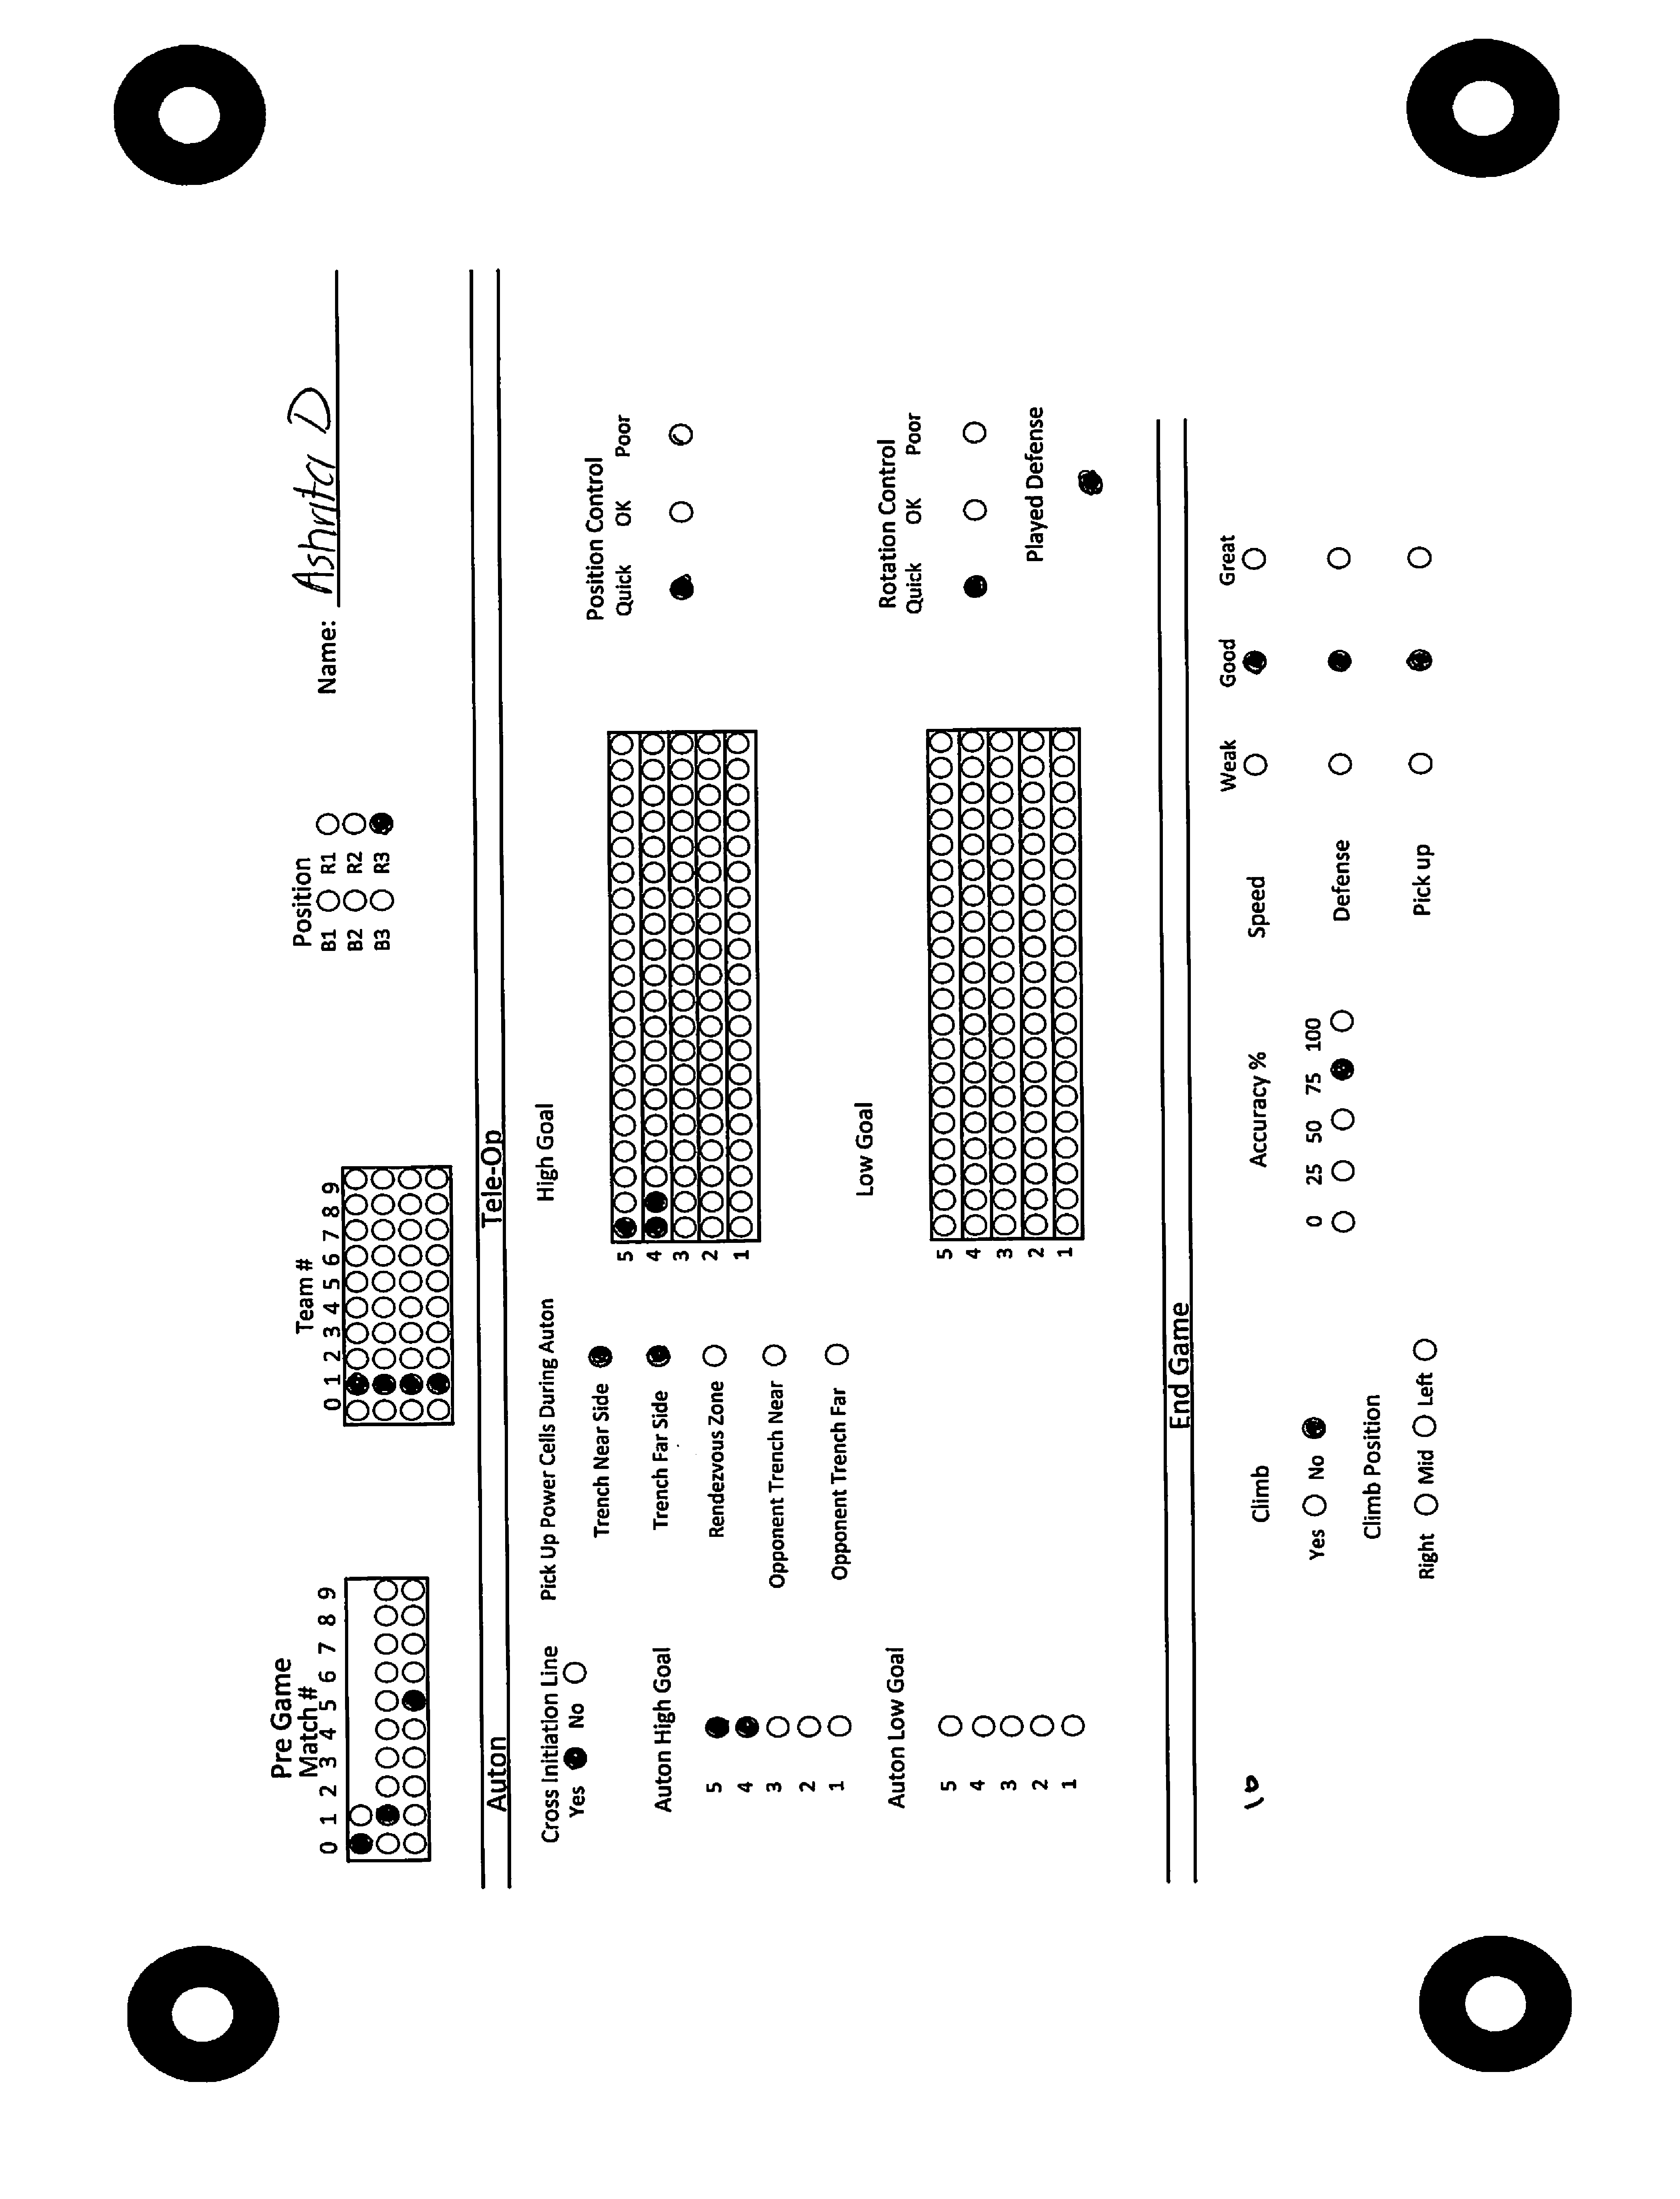 Pre Game
Match #
0 1 2 3 4 5 6 7 8 9
Team #
0 1 2 3 4 5 6 7 8 9
Position
B1 R1
B2 R2
B3 R3
Name: Ashrita D
Auton
Tele-Op
Cross Initiation Line
Yes No
Auton High Goal
5
4
3
2
1
Auton Low Goal
5
4
3
2
1
Pick Up Power Cells During Auton
Trench Near Side
Trench Far Side
Rendezvous Zone
Opponent Trench Near
Opponent Trench Far
High Goal
5
4
3
2
1
Low Goal
5
4
3
2
1
Position Control
Quick OK Poor
Rotation Control
Quick OK Poor
Played Defense
End Game
Climb
Yes No
Climb Position
Right Mid Left
Accuracy %
0 25 50 75 100
Weak Good Great
Speed
Defense
Pick up